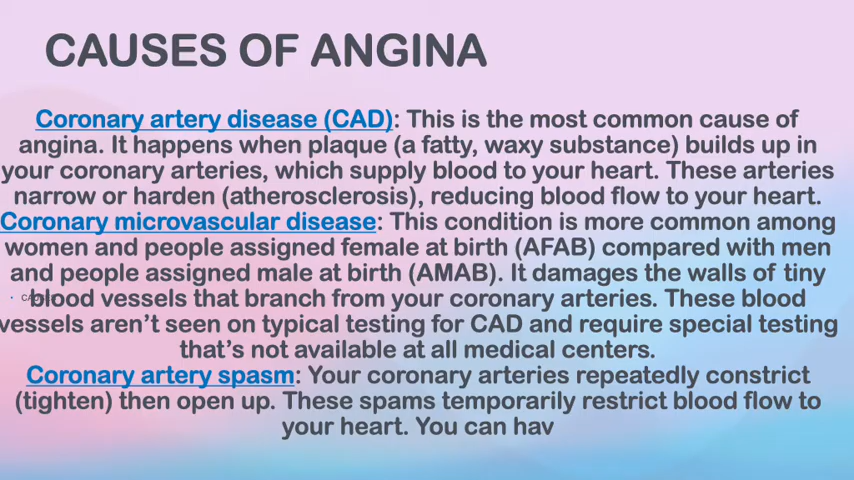 CAUSES OF ANGINA
Coronary artery disease (CAD): This is the most common cause of
angina. It happens when plaque (a fatty, waxy substance) builds up in
your coronary arteries, which supply blood to your heart. These arteries
narrow or harden (atherosclerosis), reducing blood flow to your heart.
Coronary microvascular disease: This condition is more common among
women and people assigned female at birth (AFAB) compared with men
and people assigned male at birth (AMAB). It damages the walls of tiny
blood vessels that branch from your coronary arteries. These blood
vessels aren’t seen on typical testing for CAD and require special testing
that’s not available at all medical centers.
Coronary artery spasm: Your coronary arteries repeatedly constrict
(tighten) then open up. These spams temporarily restrict blood flow to
your heart. You can hav